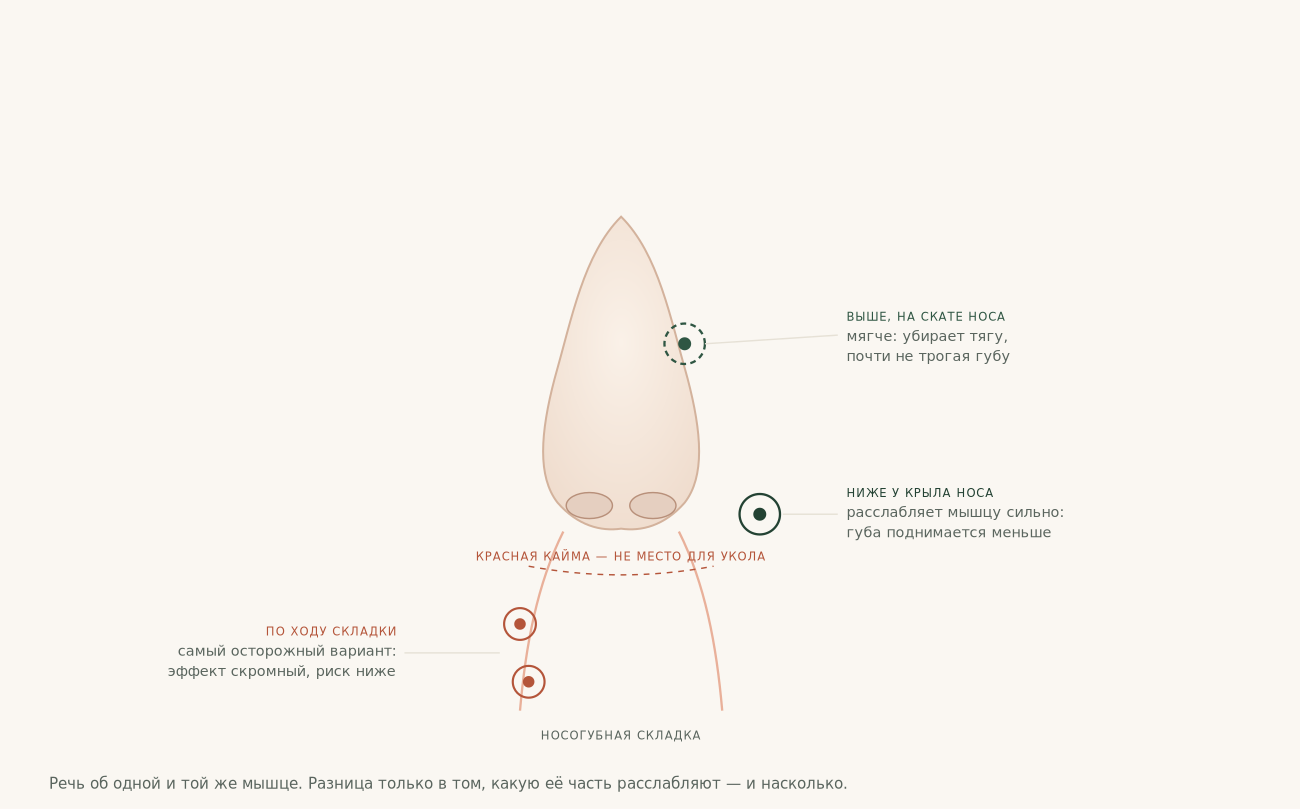 ВЫШЕ, НА СКАТЕ НОСА
мягче: убирает тягу,
почти не трогая губу
НИЖЕ У КРЫЛА НОСА
расслабляет мышцу сильно:
губа поднимается меньше
КРАСНАЯ КАЙМА — НЕ МЕСТО ДЛЯ УКОЛА
ПО ХОДУ СКЛАДКИ
самый осторожный вариант:
эффект скромный, риск ниже
НОСОГУБНАЯ СКЛАДКА
Речь об одной и той же мышце. Разница только в том, какую её часть расслабляют — и насколько.